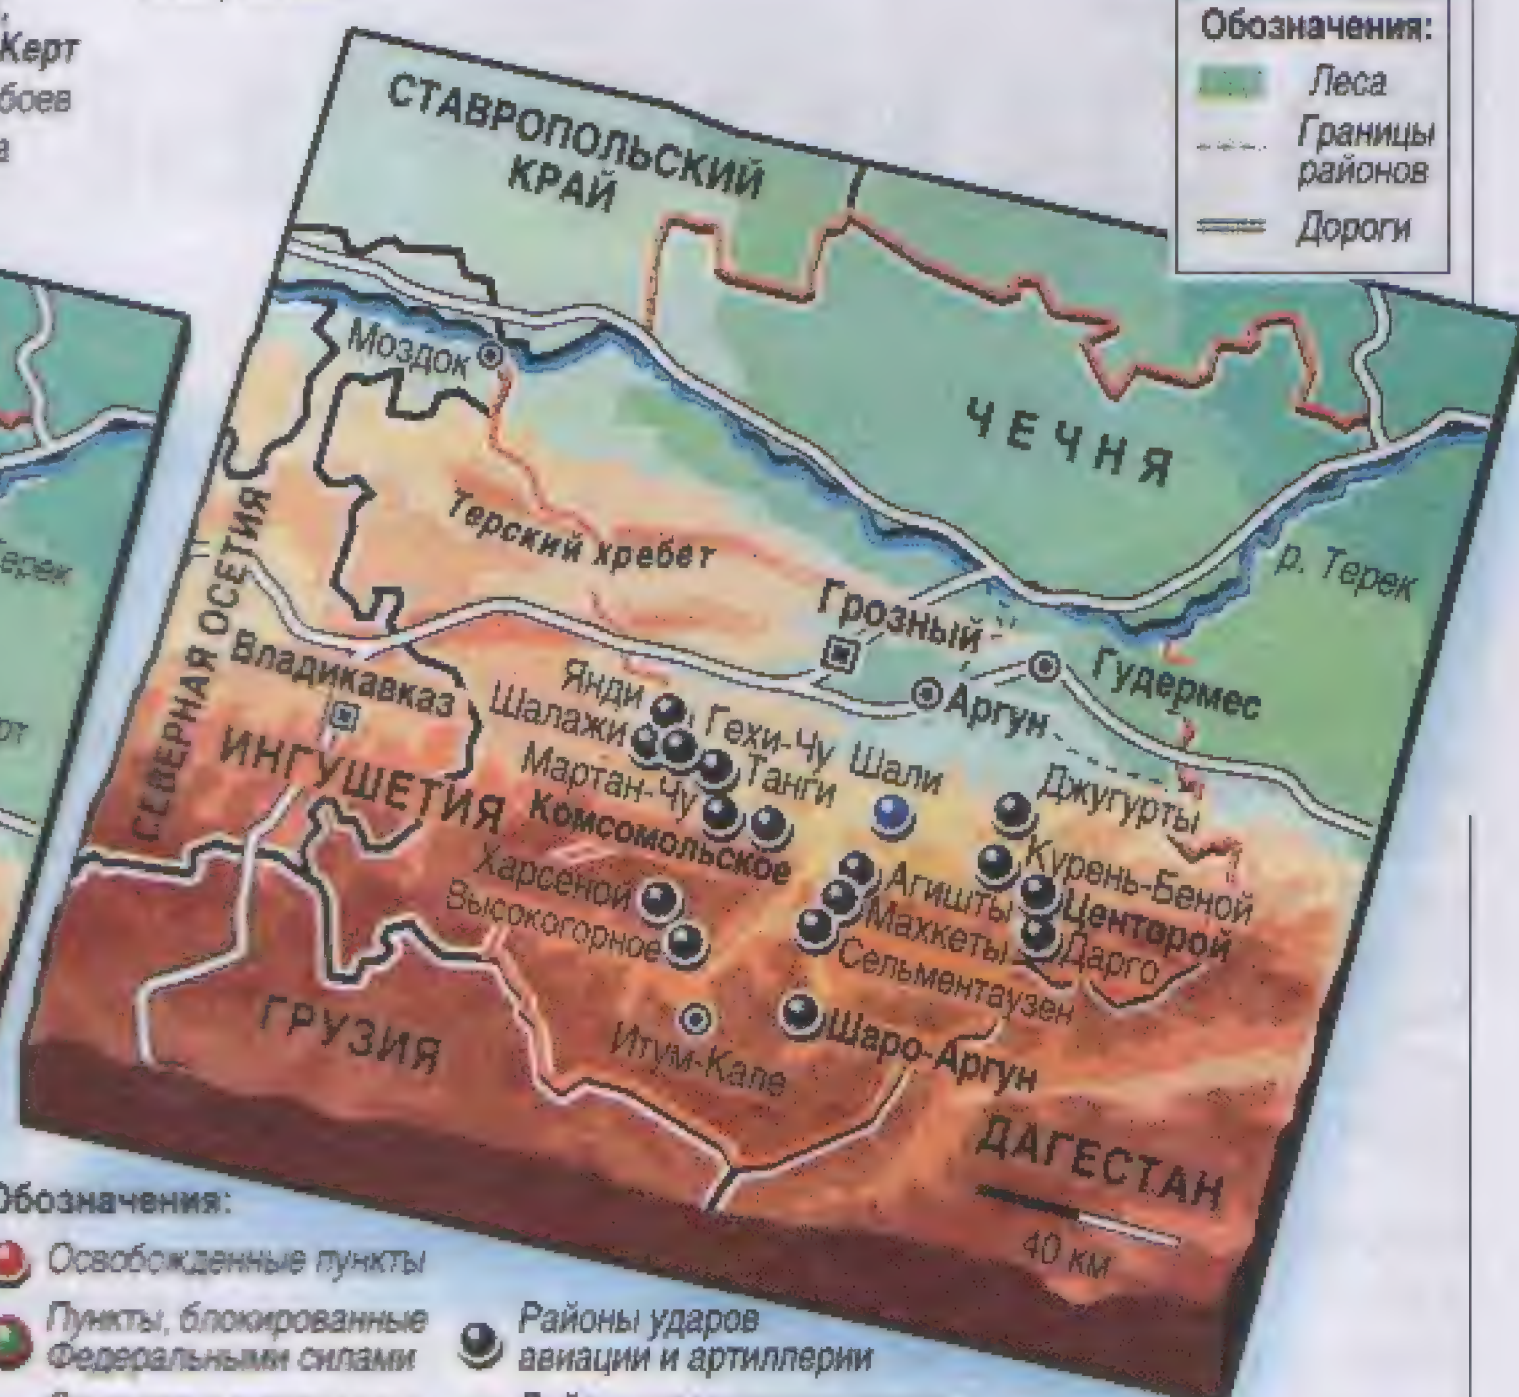 Керт
боев
а
Обозначения:
Леса
Границы
районов
Дороги
СТАВРОПОЛЬСКИЙ
КРАЙ
Моздок
ЧЕЧНЯ
Терский хребет
р. Терек
ерек
СЕВЕРНАЯ ОСЕТИЯ
Грозный
Владикавказ
Гудермес
Аргун
Янди
Шалажи
Гехи-Чу
Шали
ИНГУШЕТИЯ
Мартан-Чу
Танги
Джугурты
Комсомольское
Курень-Беной
Харсеной
Агишты
Центорой
Высокогорное
Махкеты
Дарго
Сельментаузен
рт
ГРУЗИЯ
Итум-Кале
Шаро-Аргун
ДАГЕСТАН
40 км
Обозначения:
Освобожденные пункты
Пункты, блокированные
Федеральными силами
Районы ударов
авиации и артиллерии